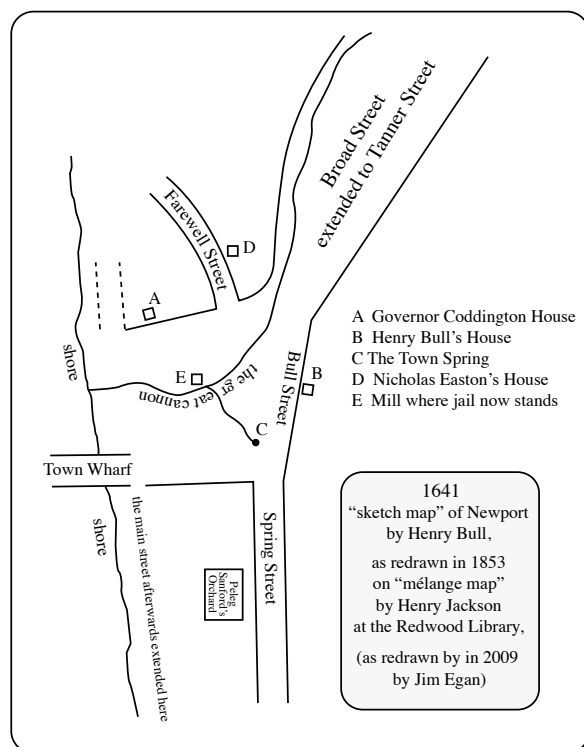 Broad Street
extended to Tanner Street
Farewell Street
D
A
shore
E
the gr eat cannon
Bull Street
B
C
A Governor Coddington House
B Henry Bull's House
C The Town Spring
D Nicholas Easton's House
E Mill where jail now stands
Town Wharf
shore
the main street afterwards extended here
Spring Street
Peleg
Sanford's
Orchard
1641
“sketch map” of Newport
by Henry Bull,
as redrawn in 1853
on “mélange map”
by Henry Jackson
at the Redwood Library,
(as redrawn by in 2009
by Jim Egan)